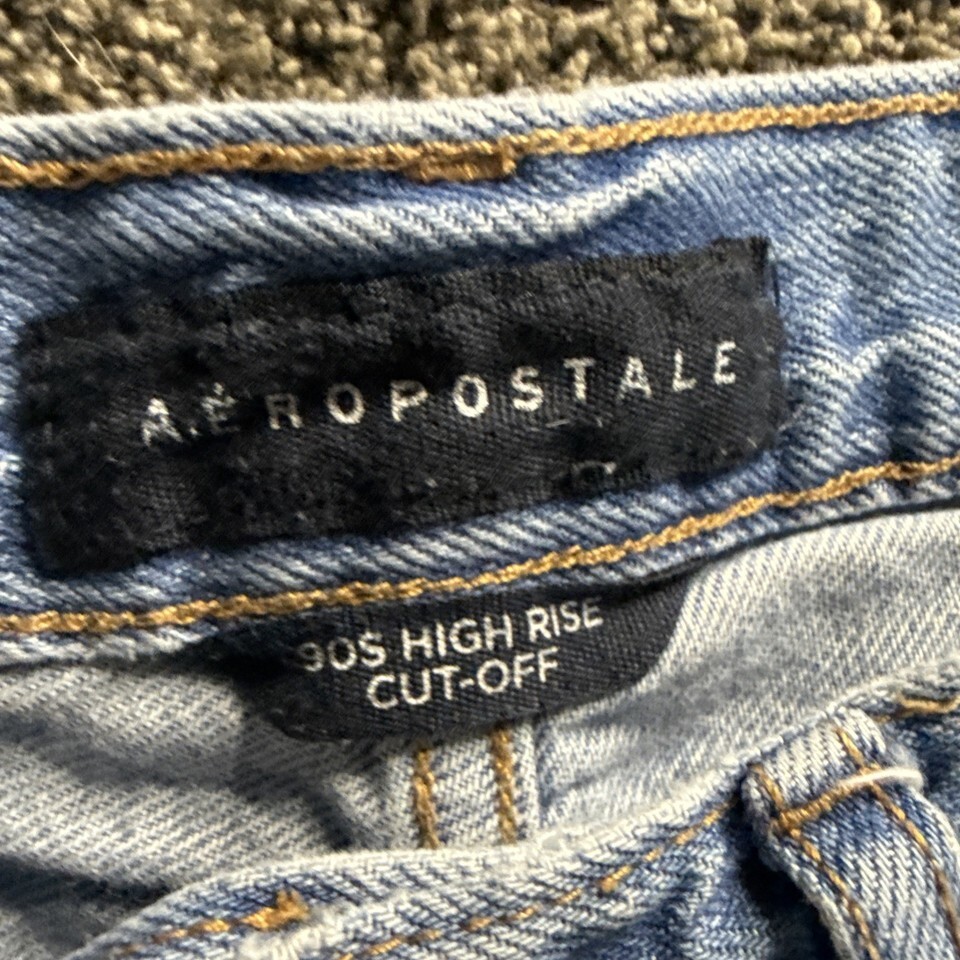 AÉROPOSTALE
90S HIGH RISE
CUT-OFF